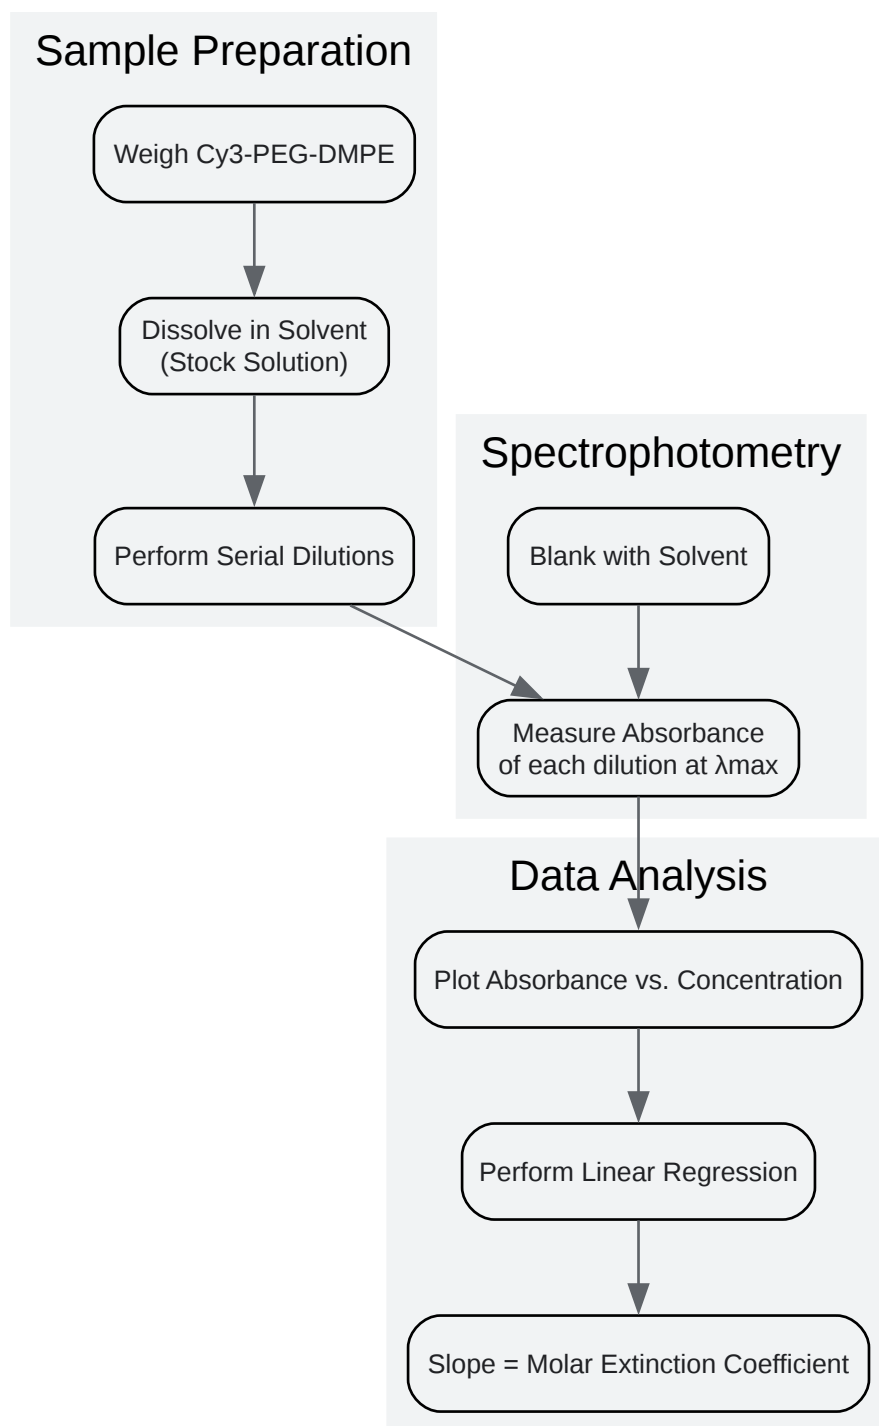 Sample Preparation
Weigh Cy3-PEG-DMPE
Dissolve in Solvent
(Stock Solution)
Perform Serial Dilutions
Spectrophotometry
Blank with Solvent
Measure Absorbance
of each dilution at λmax
Data Analysis
Plot Absorbance vs. Concentration
Perform Linear Regression
Slope = Molar Extinction Coefficient